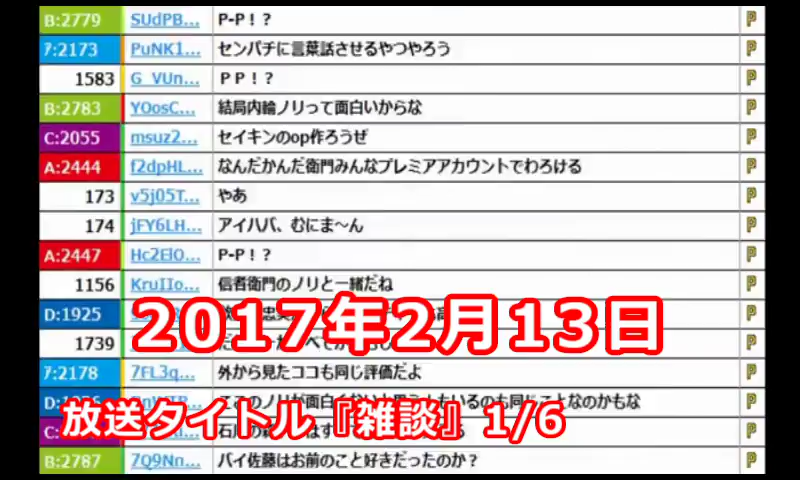 B:2779 SUdPB... P-P！？ P
ｱ:2173 PuNK1... センパチに言葉話させるやつやろう P
1583 G_VUn... ＰＰ！？ P
B:2783 YOosC... 結局内輪ノリって面白いからな P
C:2055 msuz2... セイキンのop作ろうぜ P
A:2444 f2dpHL... なんだかんだ衛門みんなプレミアアカウントでわろける P
173 v5j05T... やあ P
174 jFY6LH... アイハバ、むにま～ん P
A:2447 Hc2ElO... P-P！？ P
1156 KruIIo... 信者衛門のノリと一緒だね P
D:1925 P
2017年2月13日
1739 P
ｱ:2178 7FL3q... 外から見たココも同じ評価だよ P
放送タイトル『雑談』1/6
B:2787 7Q9Nn... バイ佐藤はお前のこと好きだったのか？ P